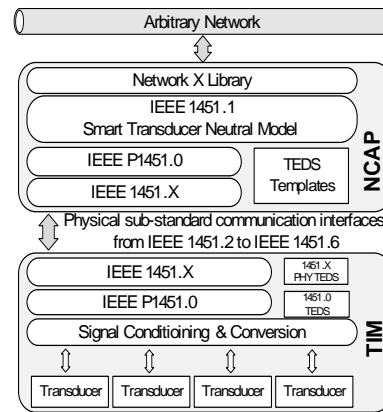 Arbitrary Network
Network X Library
IEEE 1451.1
Smart Transducer Neutral Model
IEEE P1451.0
IEEE 1451.X
TEDS
Templates
NCAP
Physical sub-standard communication interfaces
from IEEE 1451.2 to IEEE 1451.6
IEEE 1451.X
1451.X
PHY TEDS
IEEE P1451.0
1451.0
TEDS
Signal Conditioining & Conversion
TIM
Transducer
Transducer
Transducer
Transducer